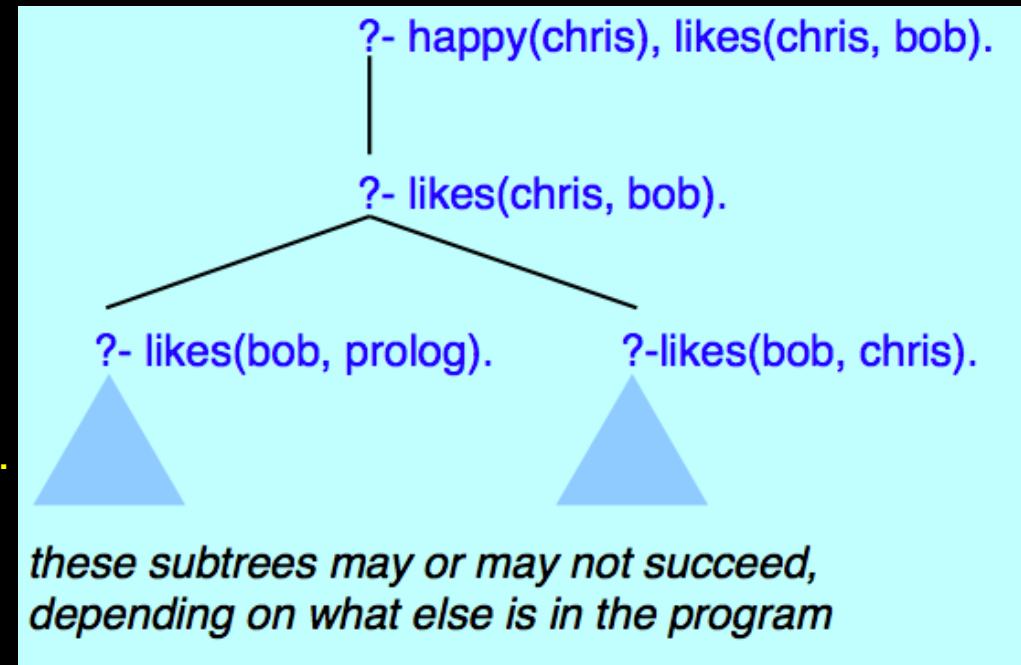 ?- happy(chris), likes(chris, bob).
?- likes(chris, bob).
?- likes(bob, prolog).
?-likes(bob, chris).
.
these subtrees may or may not succeed,
depending on what else is in the program